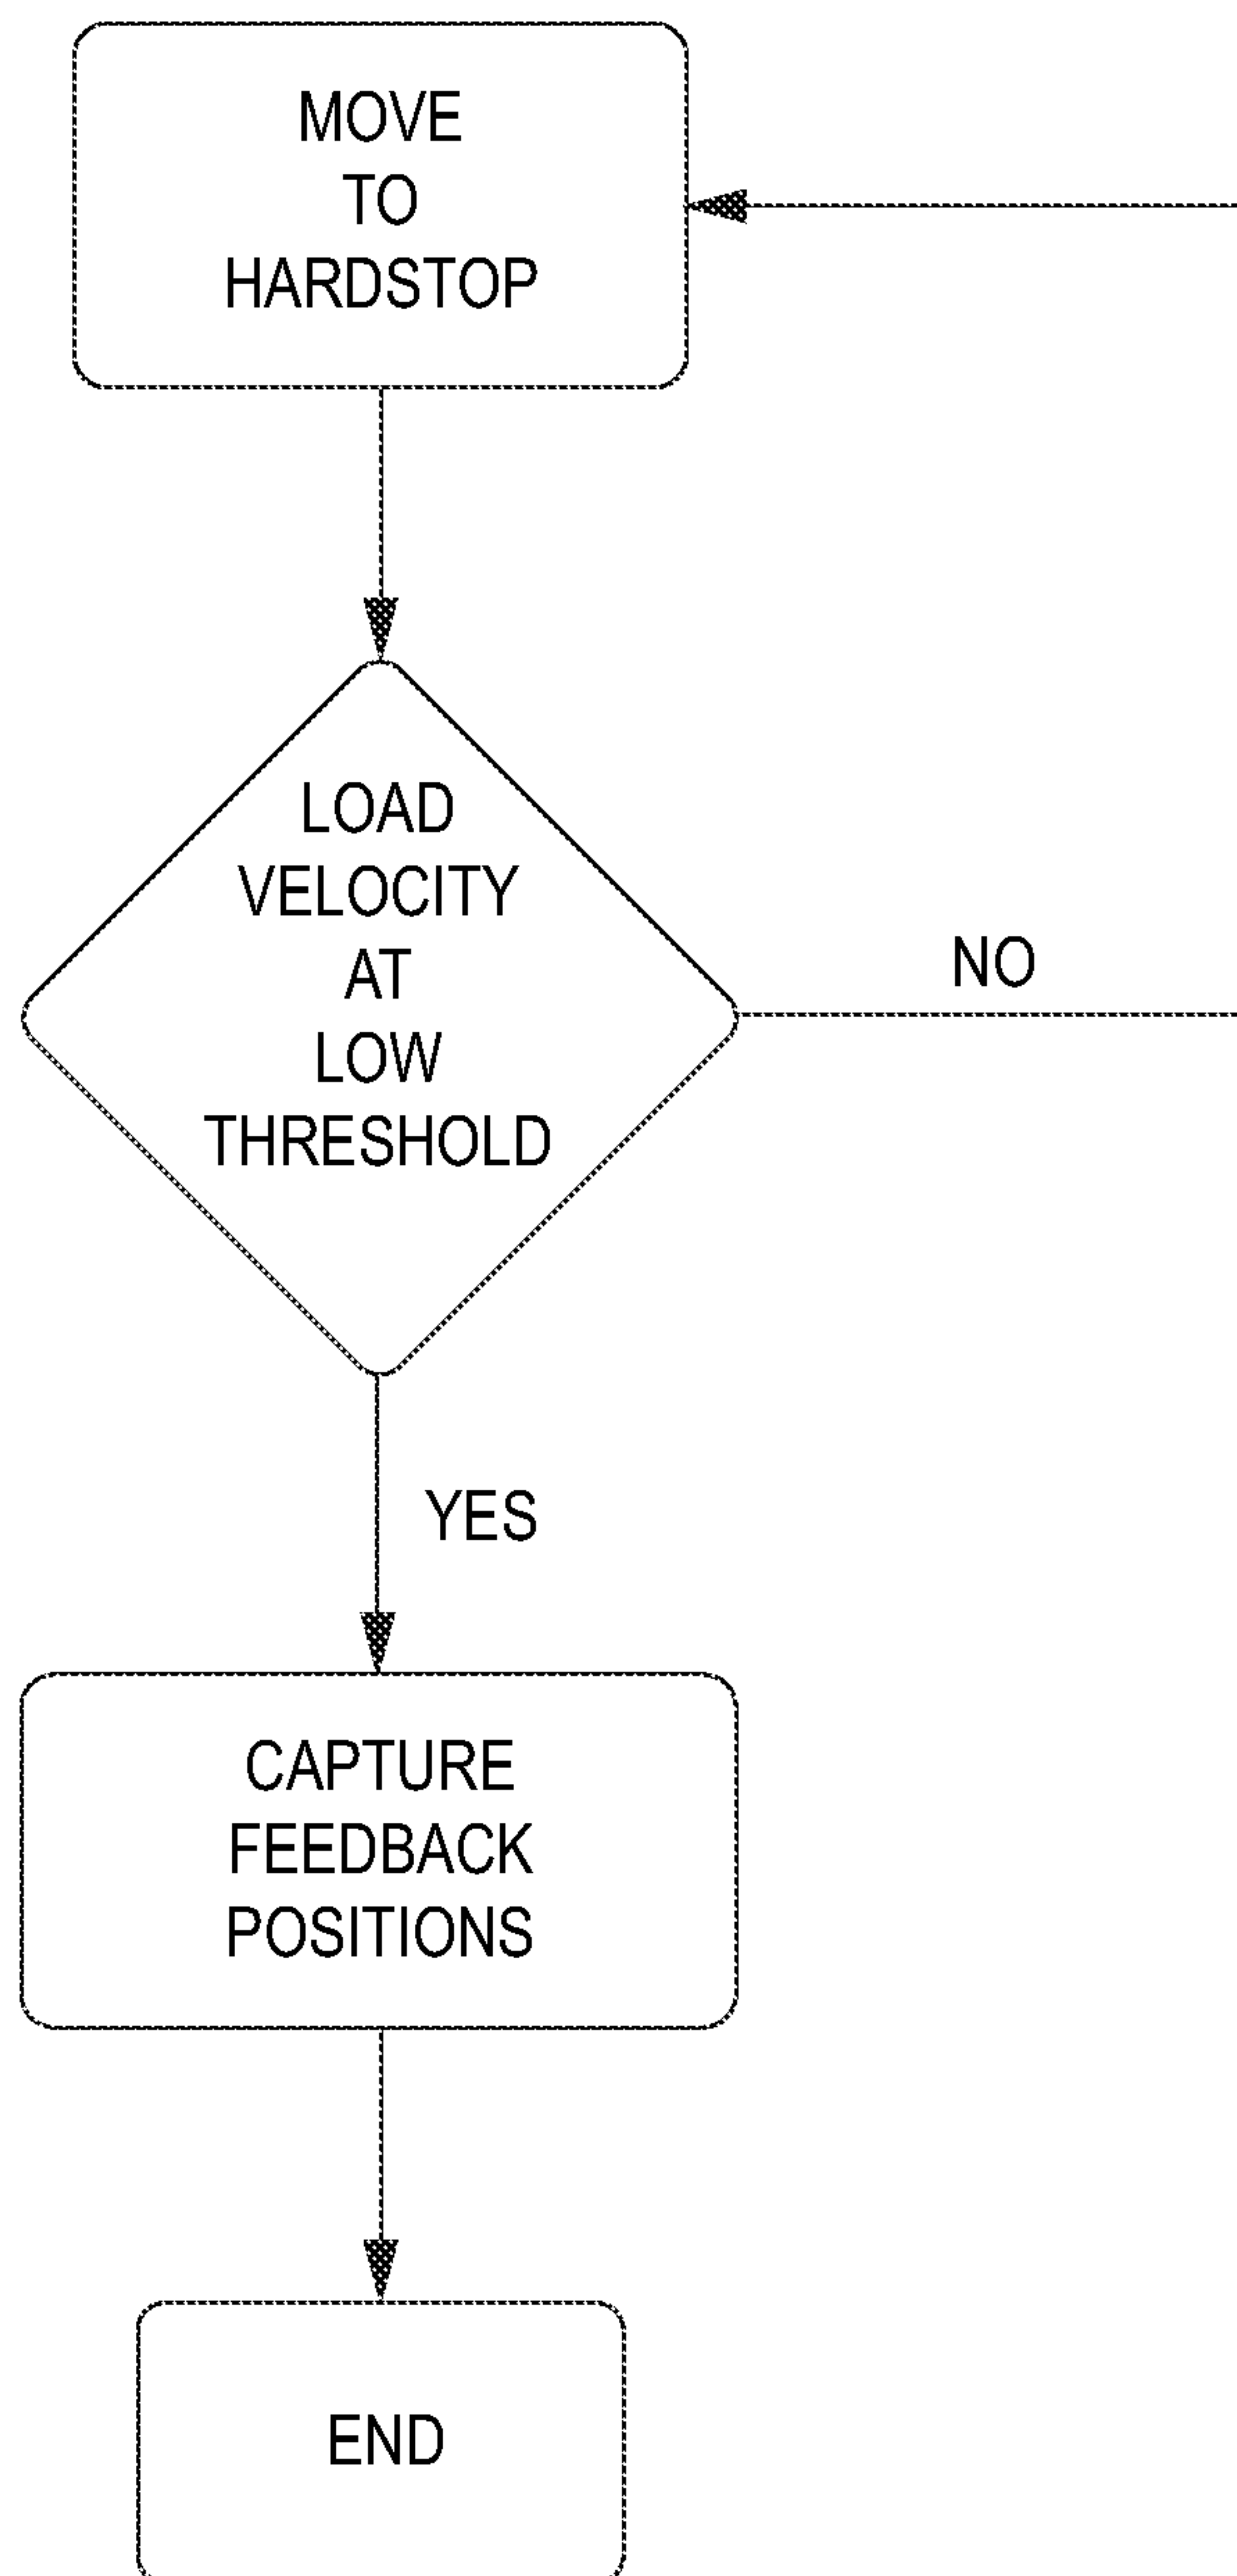 MOVE
TO
HARDSTOP
LOAD
VELOCITY
AT
LOW
THRESHOLD
NO
YES
CAPTURE
FEEDBACK
POSITIONS
END